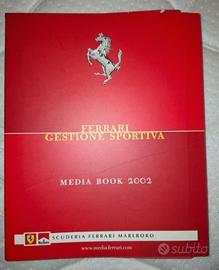 FERRARI
GESTIONE SPORTIVA
MEDIA BOOK 2002
SCUDERIA FERRARI MARLBORO
www.media.ferrari.com
subito